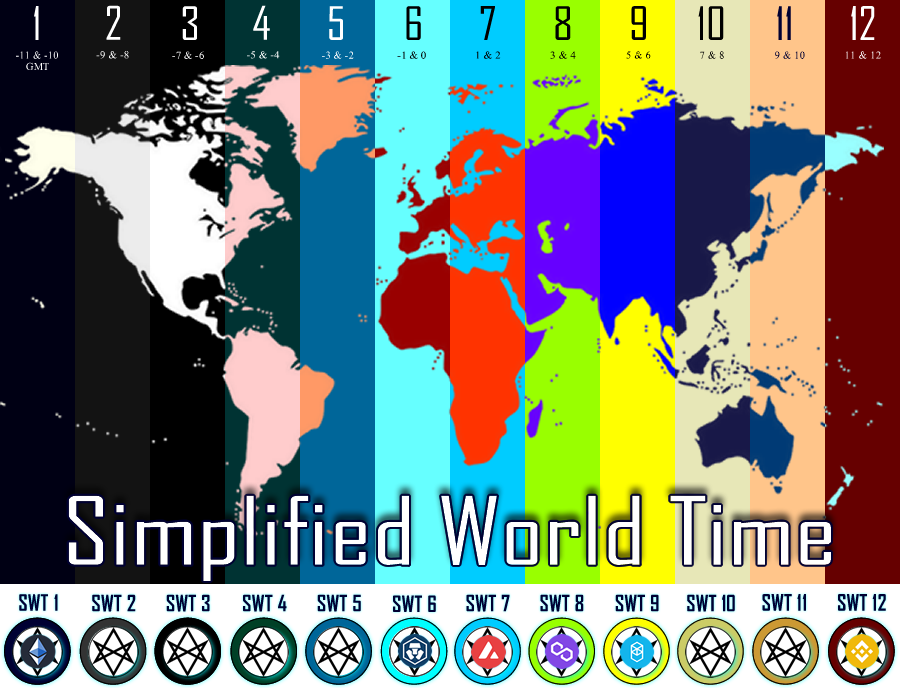 1 2 3 4 5 6 7 8 9 10 11 12
-11 & -10 -9 & -8 -7 & -6 -5 & -4 -3 & -2 -1 & 0 1 & 2 3 & 4 5 & 6 7 & 8 9 & 10 11 & 12
GMT
Simplified World Time
SWT 1 SWT 2 SWT 3 SWT 4 SWT 5 SWT 6 SWT 7 SWT 8 SWT 9 SWT 10 SWT 11 SWT 12